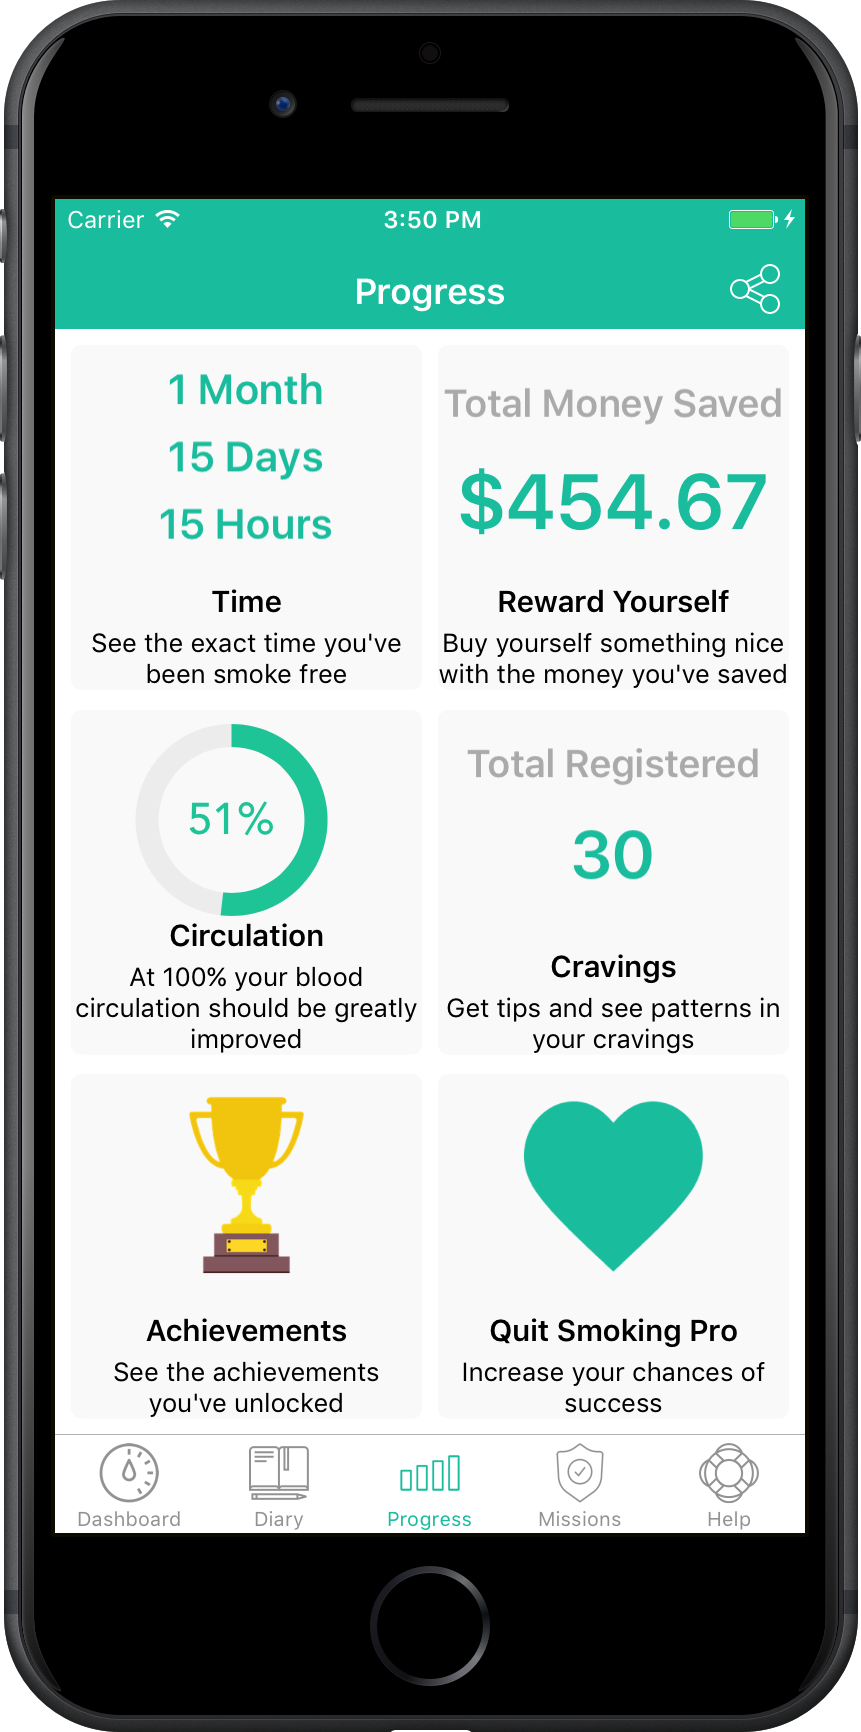 Carrier
3:50 PM
Progress
1 Month
15 Days
15 Hours
Time
See the exact time you've
been smoke free
Total Money Saved
$454.67
Reward Yourself
Buy yourself something nice
with the money you've saved
51%
Circulation
At 100% your blood
circulation should be greatly
improved
Total Registered
30
Cravings
Get tips and see patterns in
your cravings
Achievements
See the achievements
you've unlocked
Quit Smoking Pro
Increase your chances of
success
Dashboard
Diary
Progress
Missions
Help